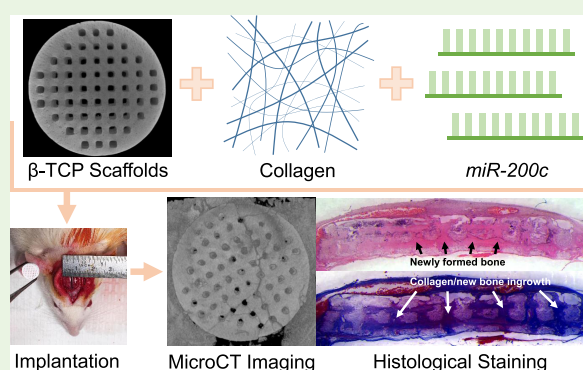 β-TCP Scaffolds
Collagen
miR-200c
Newly formed bone
Collagen/new bone ingrowth
Implantation
MicroCT Imaging
Histological Staining